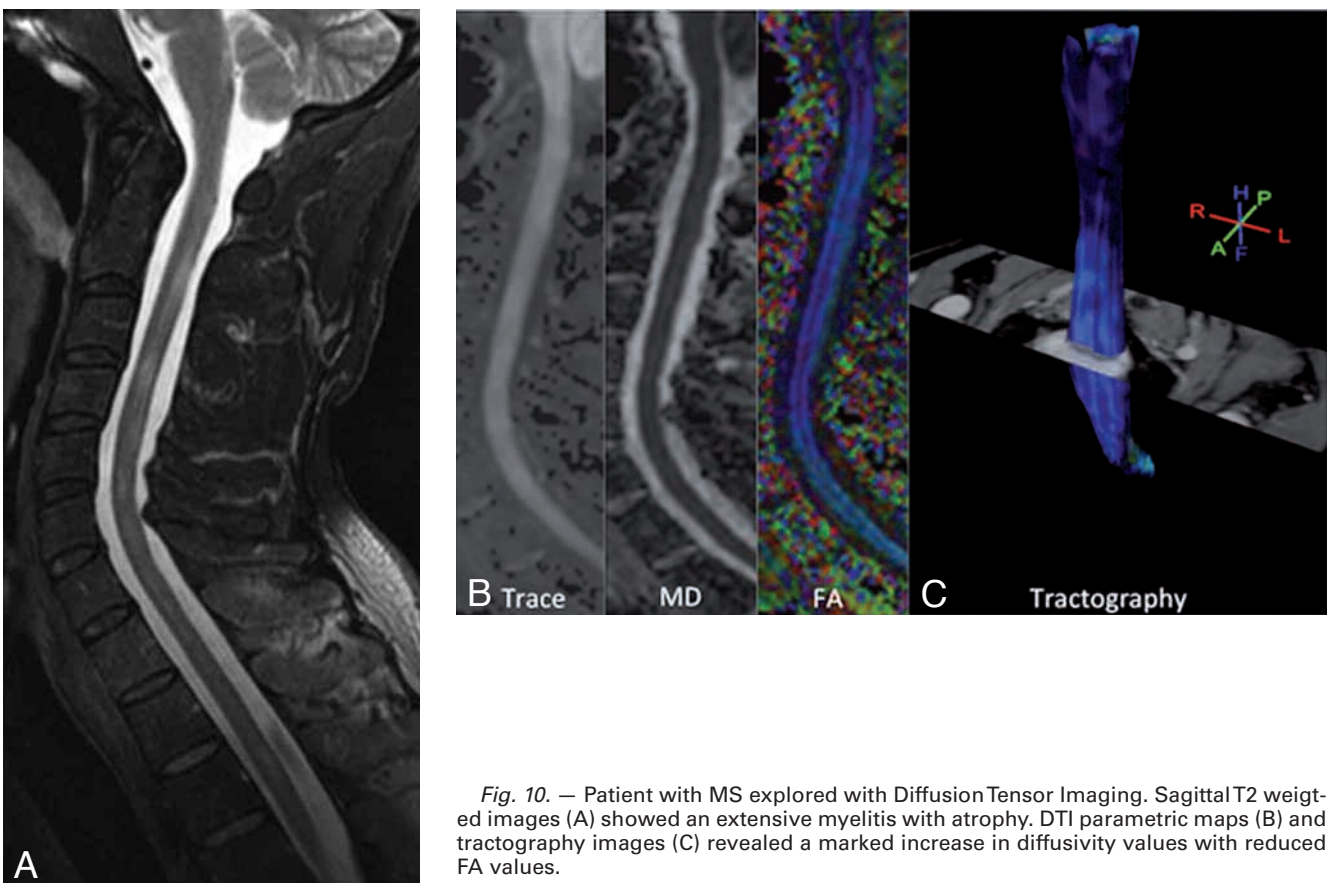 A
B Trace MD FA C Tractography
H
P
R
L
A
F
Fig. 10. — Patient with MS explored with Diffusion Tensor Imaging. Sagittal T2 weigt-
ed images (A) showed an extensive myelitis with atrophy. DTI parametric maps (B) and
tractography images (C) revealed a marked increase in diffusivity values with reduced
FA values.